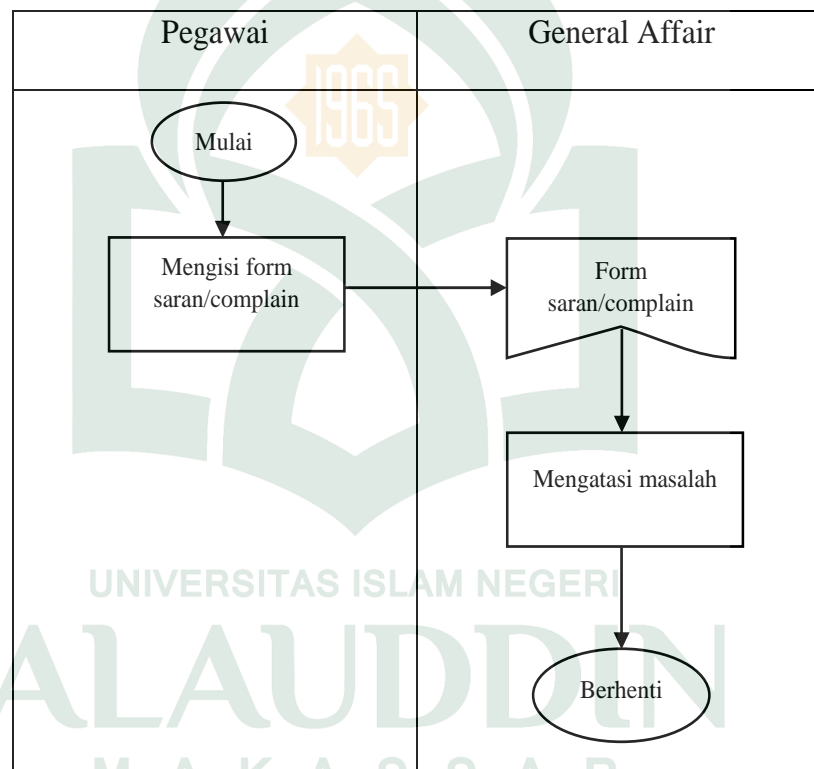 Pegawai
General Affair
1965
Mulai
Mengisi form
saran/complain
Form
saran/complain
Mengatasi masalah
UNIVERSITAS ISLAM NEGERI
ALAUDDIN
Berhenti
M A K A S S A R